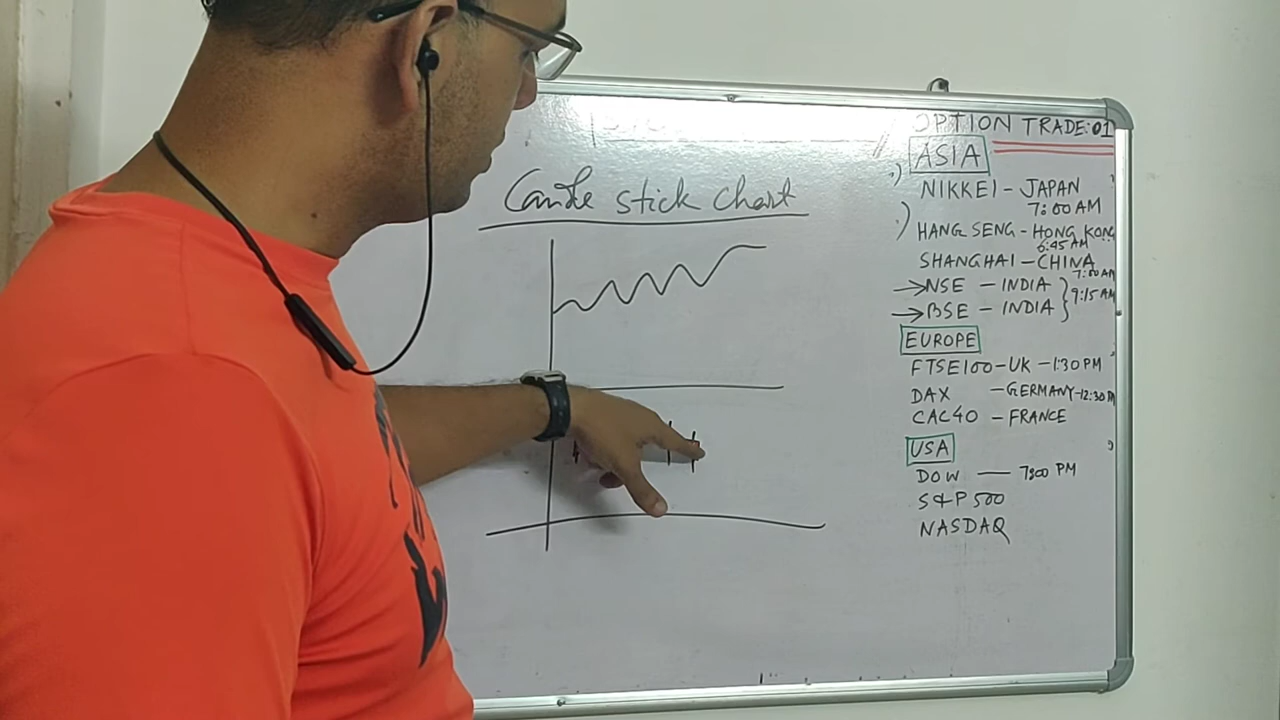 Candle stick chart
OPTION TRADE:01
ASIA
NIKKEI - JAPAN
7:00 AM
HANG SENG - HONG KONG
6:45 AM
SHANGHAI - CHINA
7:00 AM
→ NSE - INDIA
→ BSE - INDIA
9:15 AM
EUROPE
FTSE100 - UK - 1:30 PM
DAX - GERMANY - 12:30 P
CAC40 - FRANCE
USA
DOW — 7:00 PM
S&P 500
NASDAQ